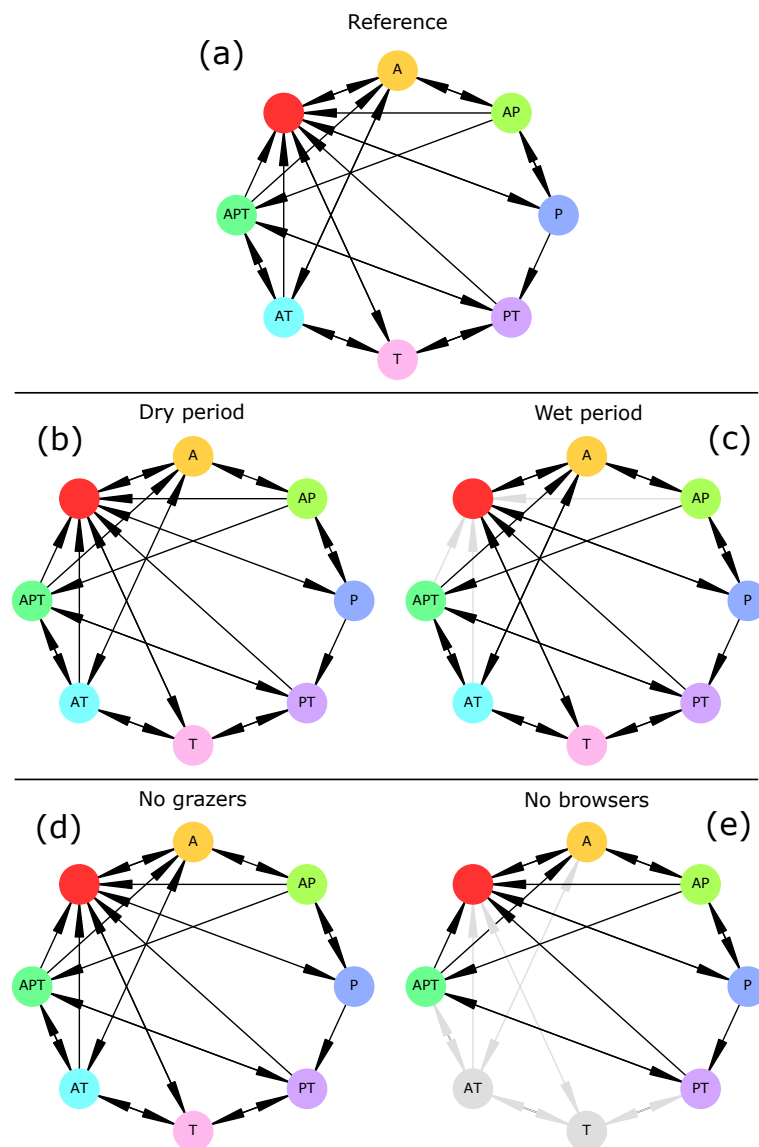 Reference
(a)
A
AP
APT
P
AT
PT
T
Dry period
Wet period
(b)
(c)
A
A
AP
AP
APT
P
APT
P
AT
PT
AT
PT
T
T
No grazers
No browsers
(d)
(e)
A
A
AP
AP
APT
P
APT
P
AT
PT
AT
PT
T
T